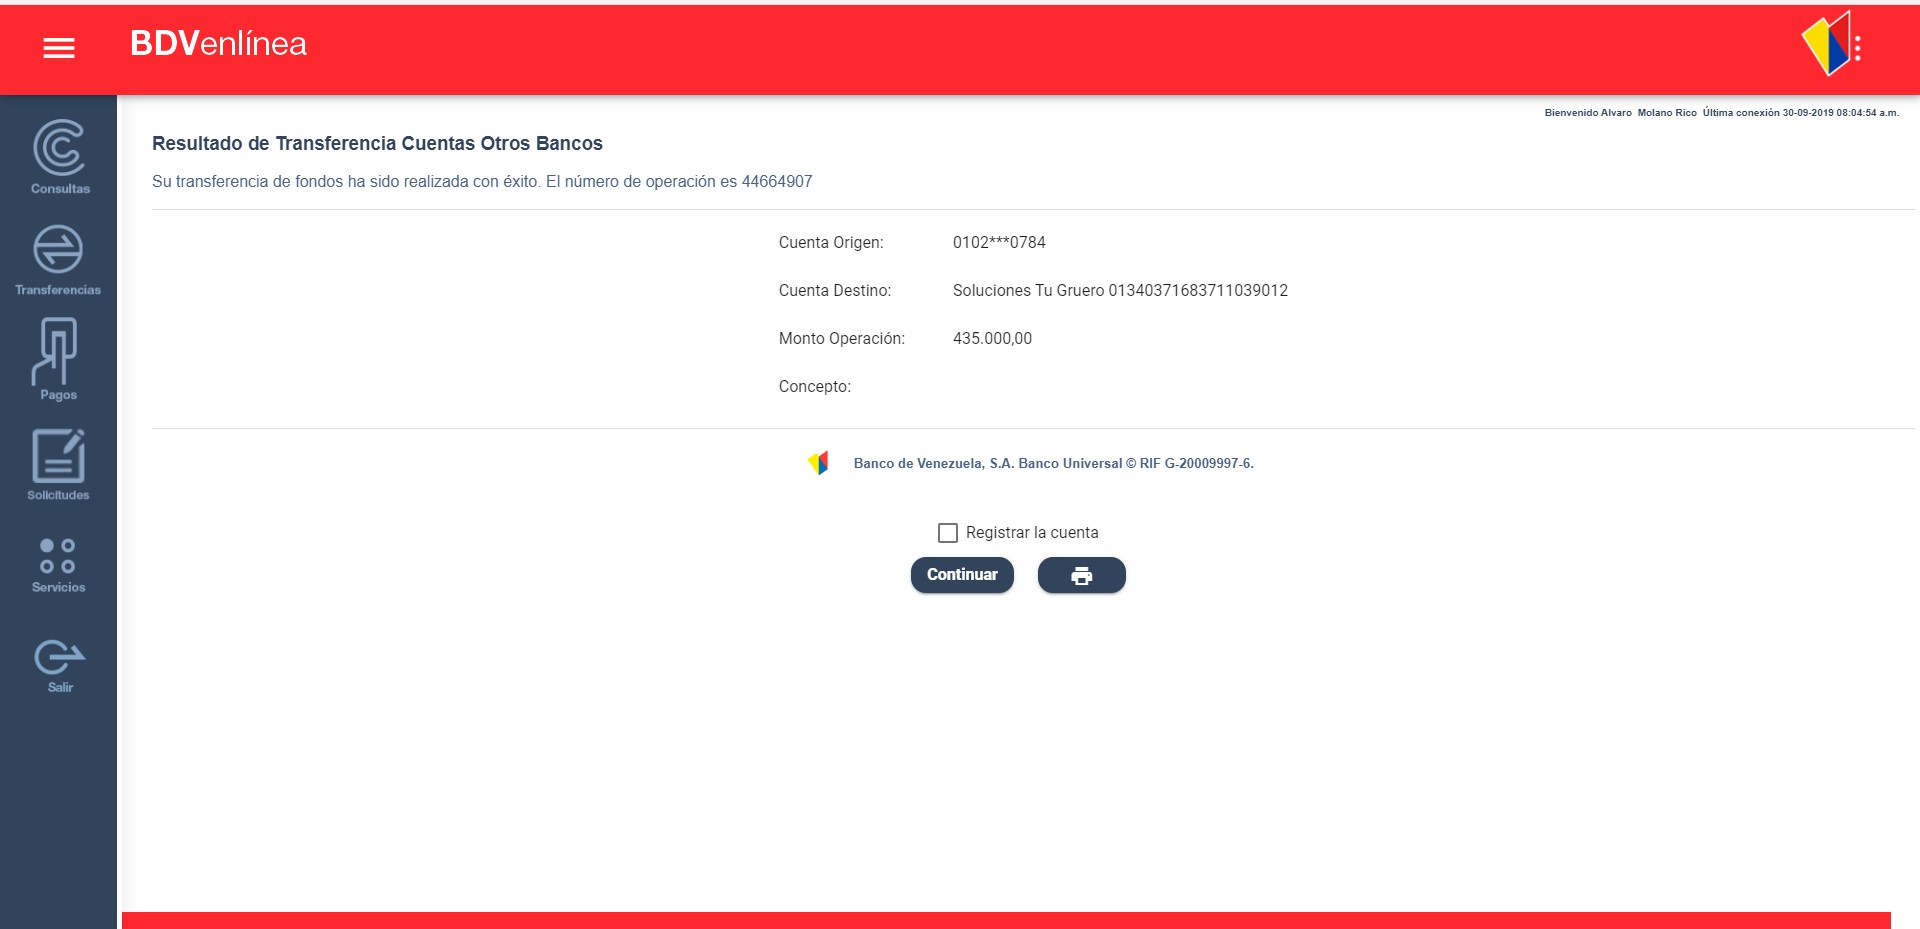 BDVenlínea
Bienvenido Alvaro Molano Rico Última conexión 30-09-2019 08:04:54 a.m.
Consultas
Transferencias
Pagos
Solicitudes
Servicios
Salir
Resultado de Transferencia Cuentas Otros Bancos
Su transferencia de fondos ha sido realizada con éxito. El número de operación es 44664907
Cuenta Origen: 0102***0784
Cuenta Destino: Soluciones Tu Gruero 01340371683711039012
Monto Operación: 435.000,00
Concepto:
Banco de Venezuela, S.A. Banco Universal © RIF G-20009997-6.
Registrar la cuenta
Continuar